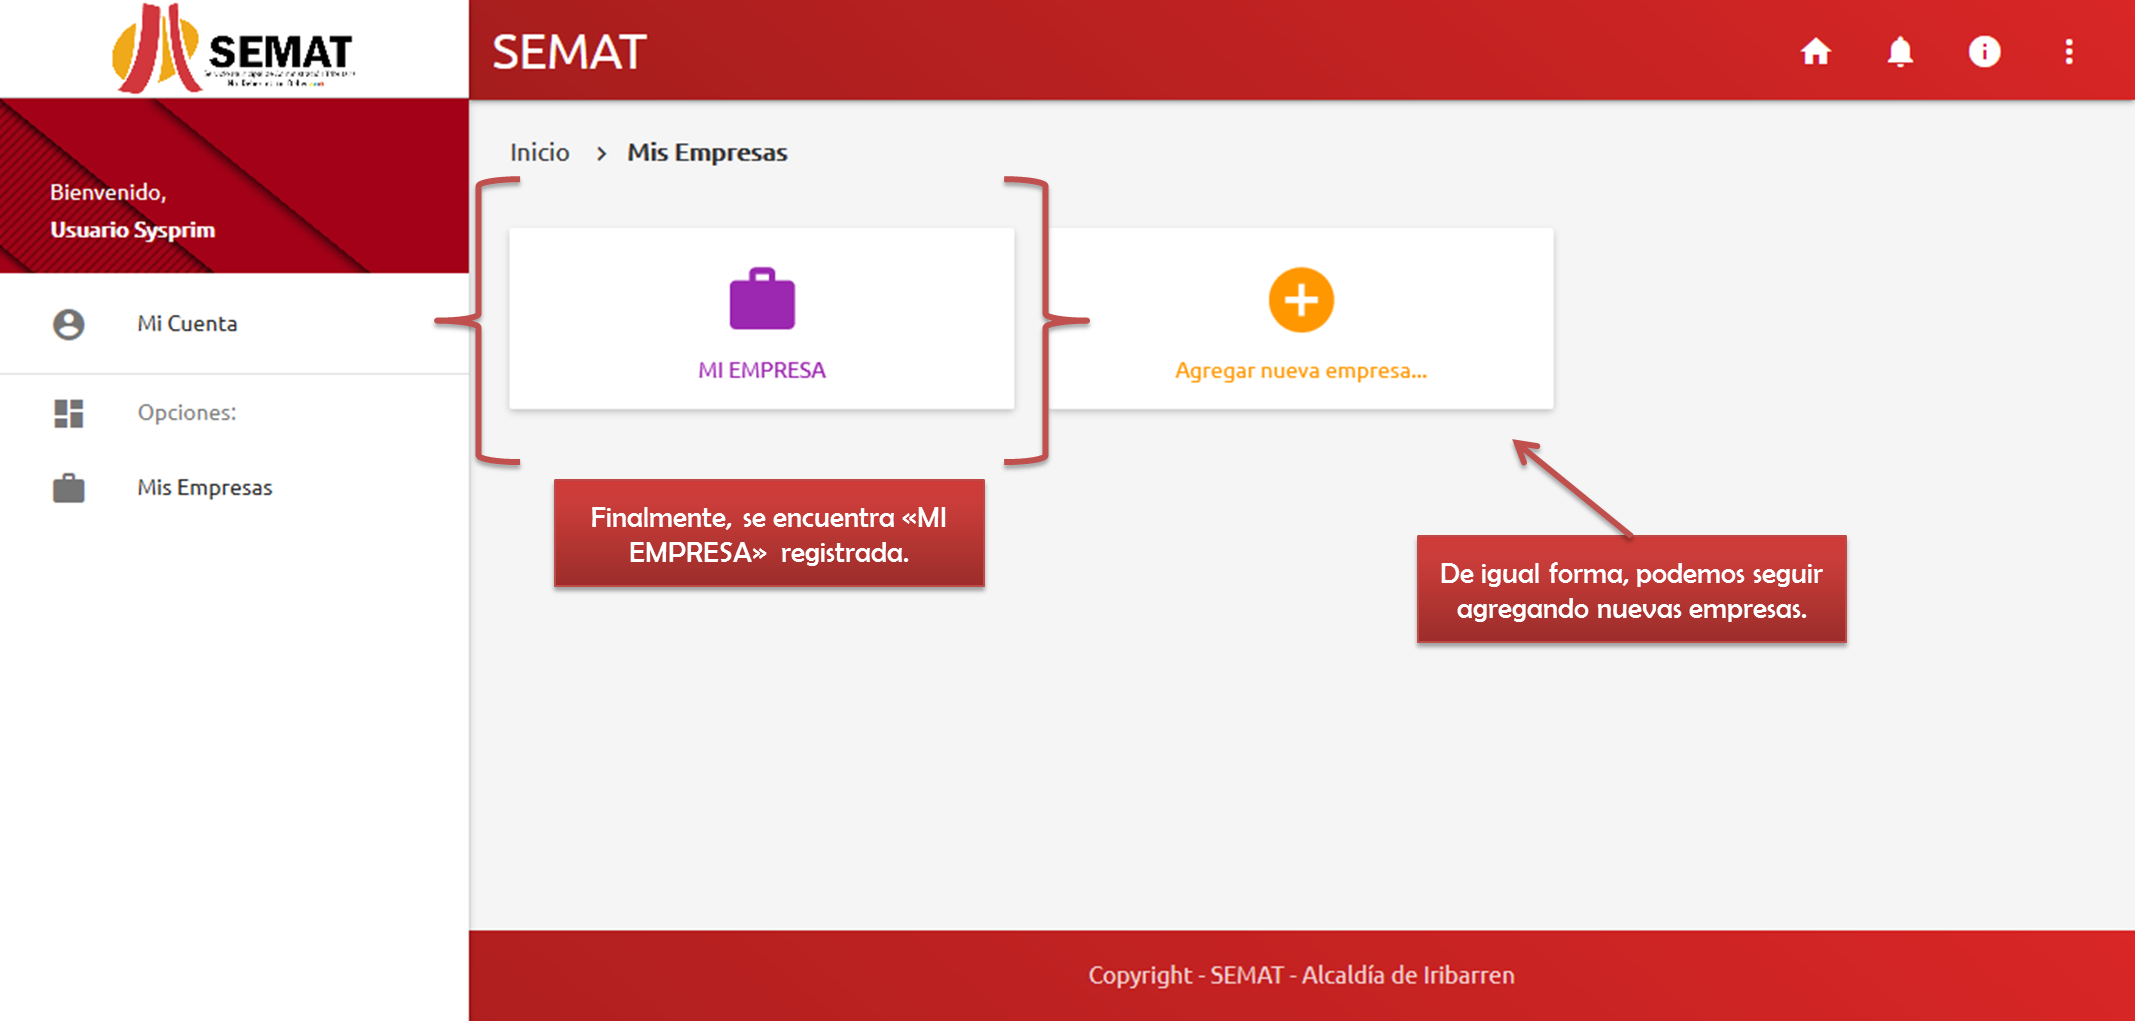 SEMAT
SEMAT
Bienvenido,
Usuario Sysprim
Mi Cuenta
Opciones:
Mis Empresas
Inicio > Mis Empresas
MI EMPRESA
Agregar nueva empresa...
Finalmente, se encuentra «MI
EMPRESA» registrada.
De igual forma, podemos seguir
agregando nuevas empresas.
Copyright - SEMAT - Alcaldía de Iribarren